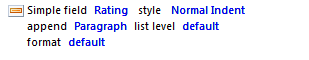 Simple field Rating style Normal Indent
append Paragraph list level default
format default